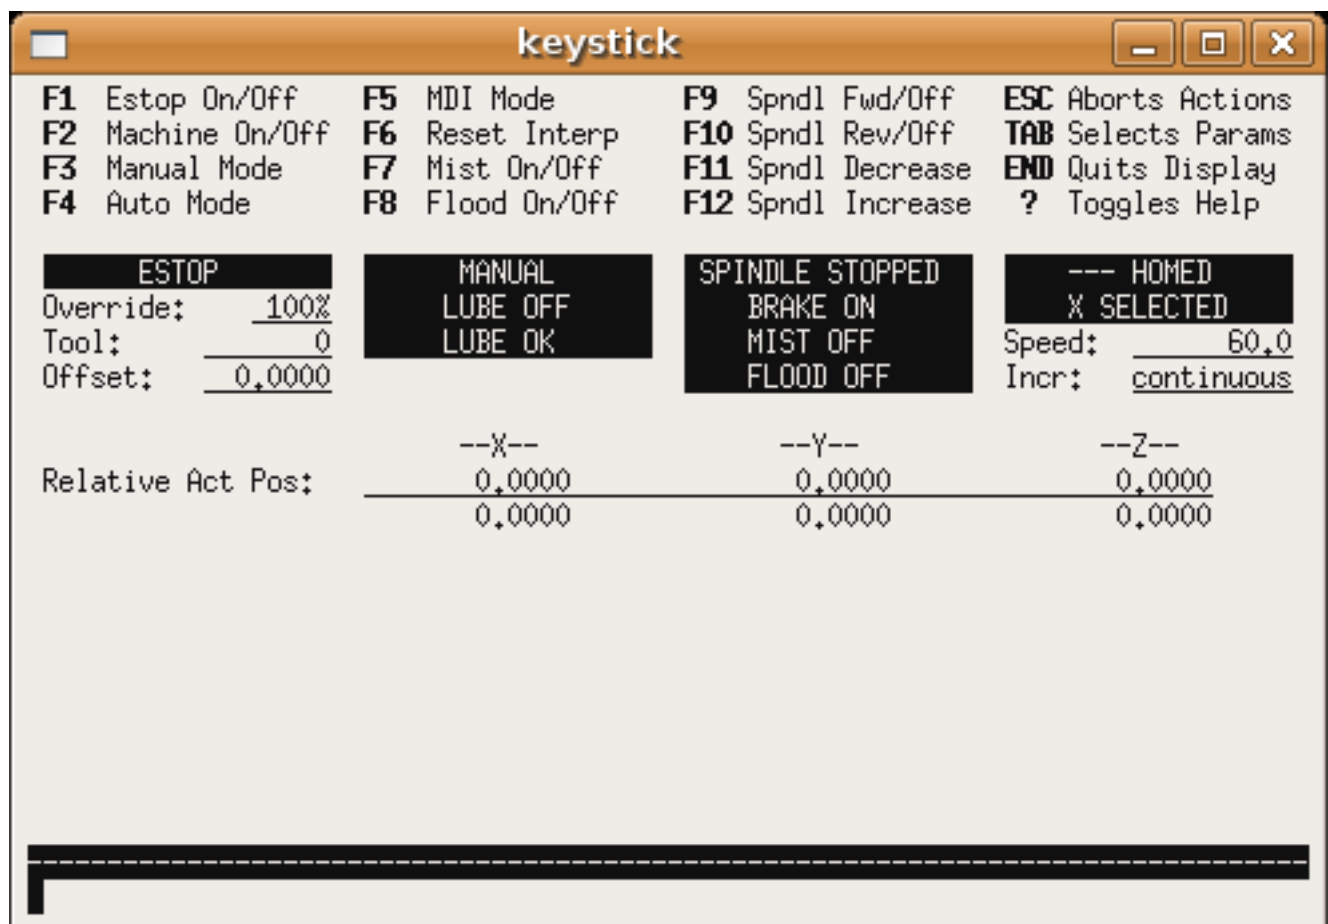 keystick
F1 Estop On/Off F5 MDI Mode F9 Spndl Fwd/Off ESC Aborts Actions
F2 Machine On/Off F6 Reset Interp F10 Spndl Rev/Off TAB Selects Params
F3 Manual Mode F7 Mist On/Off F11 Spndl Decrease END Quits Display
F4 Auto Mode F8 Flood On/Off F12 Spndl Increase ? Toggles Help
ESTOP MANUAL SPINDLE STOPPED --- HOMED
Override: 100% LUBE OFF BRAKE ON X SELECTED
Tool: 0 LUBE OK MIST OFF Speed: 60.0
Offset: 0.0000 FLOOD OFF Incr: continuous
--X-- --Y-- --Z--
Relative Act Pos: 0.0000 0.0000 0.0000
0.0000 0.0000 0.0000
--------------------------------------------------------------------------------